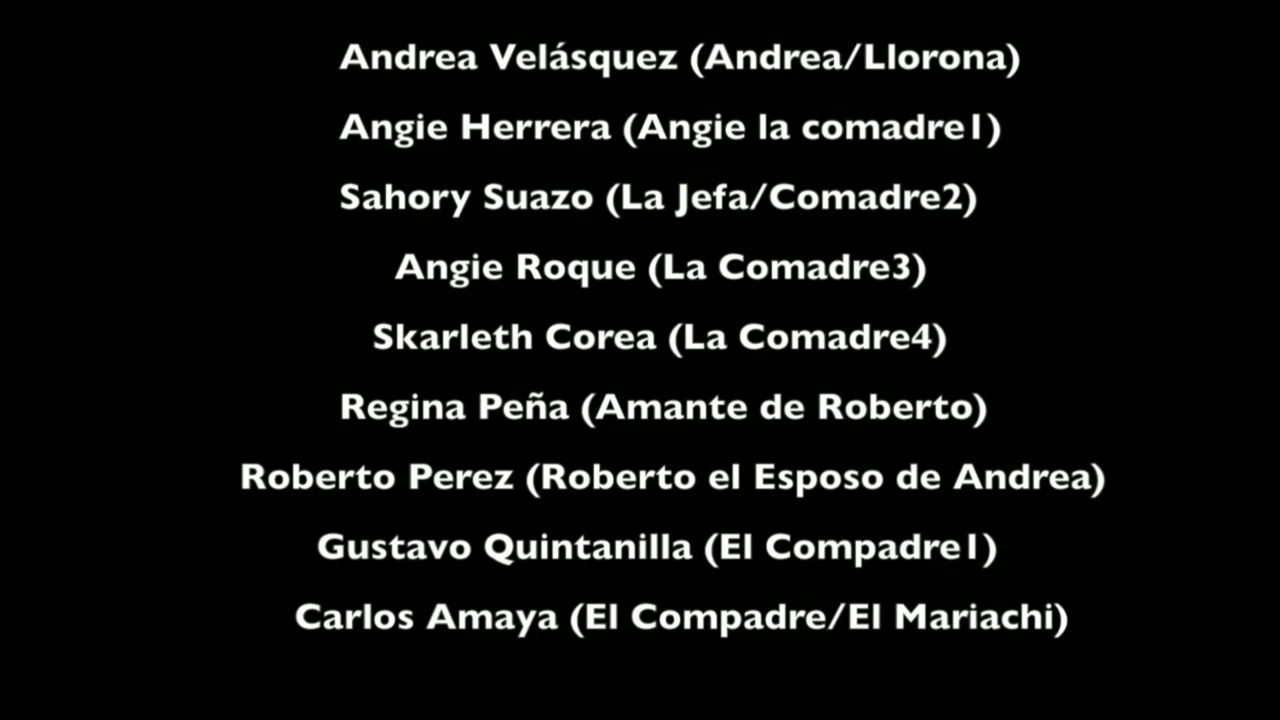 Andrea Velásquez (Andrea/Llorona)
Angie Herrera (Angie la comadre1)
Sahory Suazo (La Jefa/Comadre2)
Angie Roque (La Comadre3)
Skarleth Corea (La Comadre4)
Regina Peña (Amante de Roberto)
Roberto Perez (Roberto el Esposo de Andrea)
Gustavo Quintanilla (El Compadre1)
Carlos Amaya (El Compadre/El Mariachi)